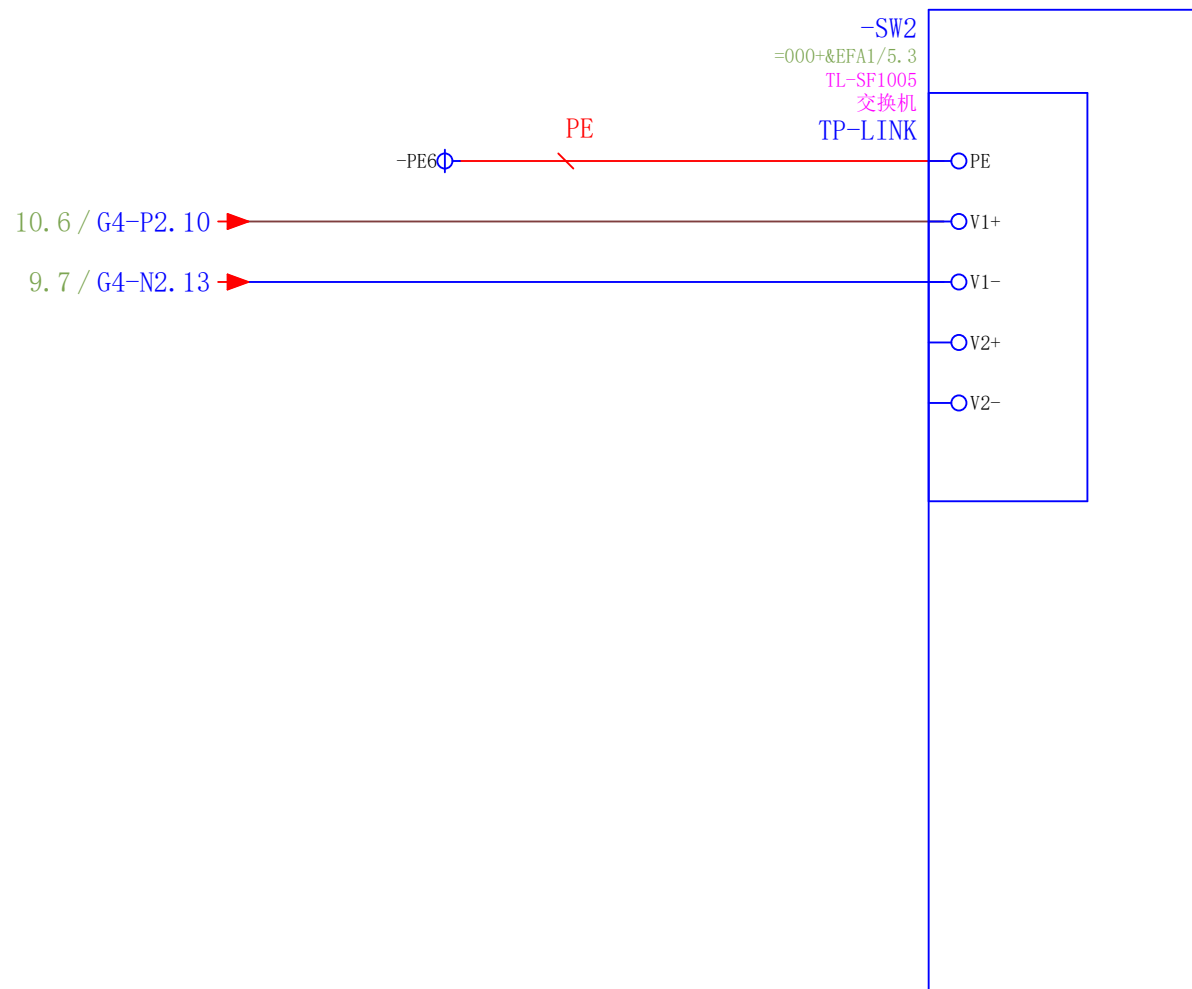 -SW2
=000+&EFA1/5.3
TL-SF1005
交换机
TP-LINK
PE
-PE6
PE
10.6/G4-P2.10
V1+
9.7/G4-N2.13
V1-
V2+
V2-